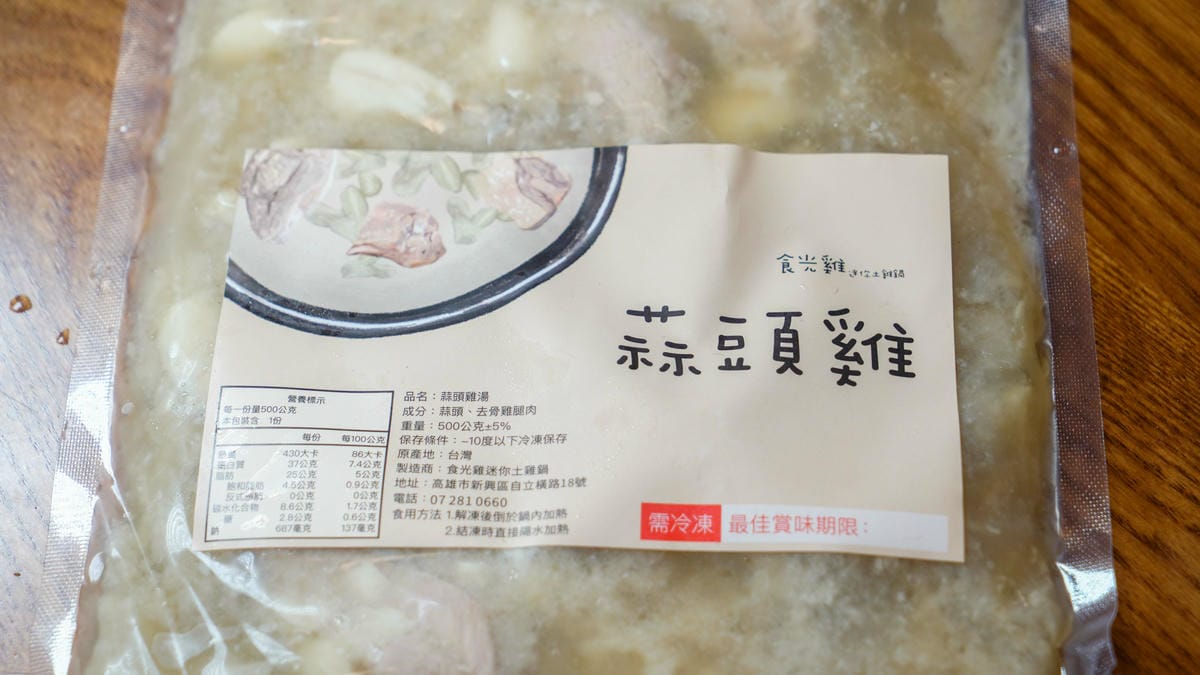 食光雞 迷你土雞鍋
蒜頭雞
營養標示
每一份量500公克
本包裝含 1份
每份 每100公克
熱量 430大卡 86大卡
蛋白質 37公克 7.4公克
脂肪 25公克 5公克
飽和脂肪 4.5公克 0.9公克
反式脂肪 0公克 0公克
碳水化合物 8.6公克 1.7公克
糖 2.8公克 0.6公克
鈉 687毫克 137毫克
品名：蒜頭雞湯
成分：蒜頭、去骨雞腿肉
重量：500公克±5%
保存條件：-10度以下冷凍保存
原產地：台灣
製造商：食光雞迷你土雞鍋
地址：高雄市新興區自立橫路18號
電話：07 281 0660
食用方法 1.解凍後倒於鍋內加熱
2.結凍時直接隔水加熱
需冷凍 最佳賞味期限：